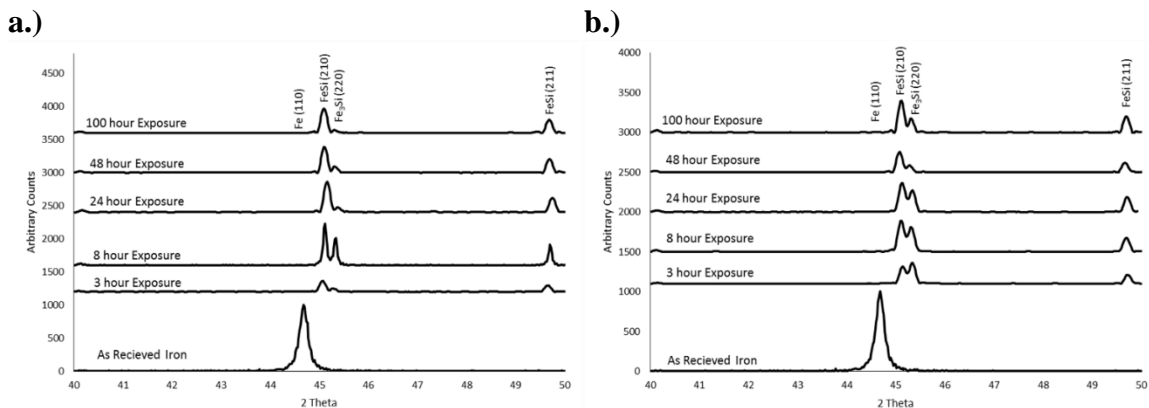 a.)
4500
4000
3500
3000
2500
2000
1500
1000
500
0
Arbitrary Counts
Fe (110)
FeSi (210)
Fe₃Si (220)
FeSi (211)
100 hour Exposure
48 hour Exposure
24 hour Exposure
8 hour Exposure
3 hour Exposure
As Recieved Iron
40 41 42 43 44 45 46 47 48 49 50
2 Theta
b.)
4000
3500
3000
2500
2000
1500
1000
500
0
Arbitrary Counts
Fe (110)
FeSi (210)
Fe₃Si (220)
FeSi (211)
100 hour Exposure
48 hour Exposure
24 hour Exposure
8 hour Exposure
3 hour Exposure
As Recieved Iron
40 41 42 43 44 45 46 47 48 49 50
2 Theta